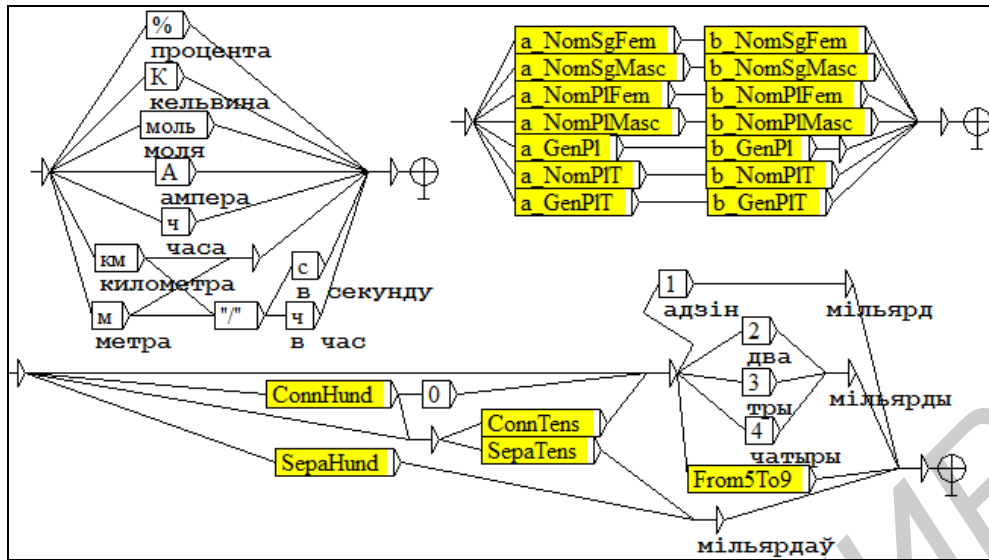 %
процента
К
кельвина
моль
моля
А
ампера
ч
часа
км
километра
м
метра
"/"
с
в секунду
ч
в час
a_NomSgFem b_NomSgFem
a_NomSgMasc b_NomSgMasc
a_NomPlFem b_NomPlFem
a_NomPlMasc b_NomPlMasc
a_GenPl b_GenPl
a_NomPlT b_NomPlT
a_GenPlT b_GenPlT
ConnHund
0
ConnTens
SepaTens
SepaHund
1
адзін
мільярд
2
два
3
тры
4
чатыры
мільярды
From5To9
мільярдаў